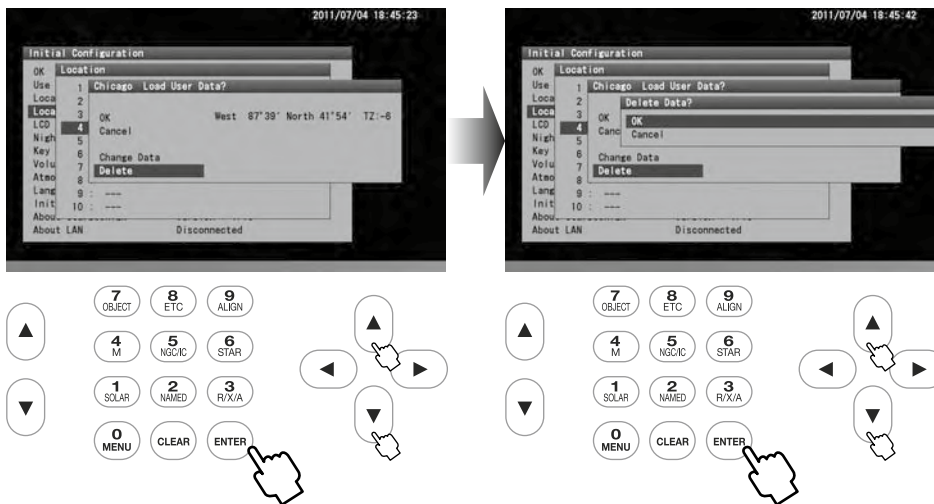 2011/07/04 18:45:23
Initial Configuration
OK Location
Use 1 Chicago Load User Data?
Loca 2
Loca 3 OK West 87°39' North 41°54' TZ:-6
LCD 4 Cancel
Nigh 5
Key 6 Change Data
Volu 7 Delete
Atmo 8
Lang 9 : ---
Init 10 : ---
Abou
About LAN Disconnected
7 OBJECT 8 ETC 9 ALIGN
4 M 5 NGC/IC 6 STAR
1 SOLAR 2 NAMED 3 R/X/A
0 MENU CLEAR ENTER
2011/07/04 18:45:42
Initial Configuration
OK Location
Use 1 Chicago Load User Data?
Loca 2 Delete Data?
Loca 3 OK OK
LCD 4 Canc Cancel
Nigh 5
Key 6 Change Data
Volu 7 Delete
Atmo 8
Lang 9 : ---
Init 10 : ---
Abou
About LAN Disconnected
7 OBJECT 8 ETC 9 ALIGN
4 M 5 NGC/IC 6 STAR
1 SOLAR 2 NAMED 3 R/X/A
0 MENU CLEAR ENTER